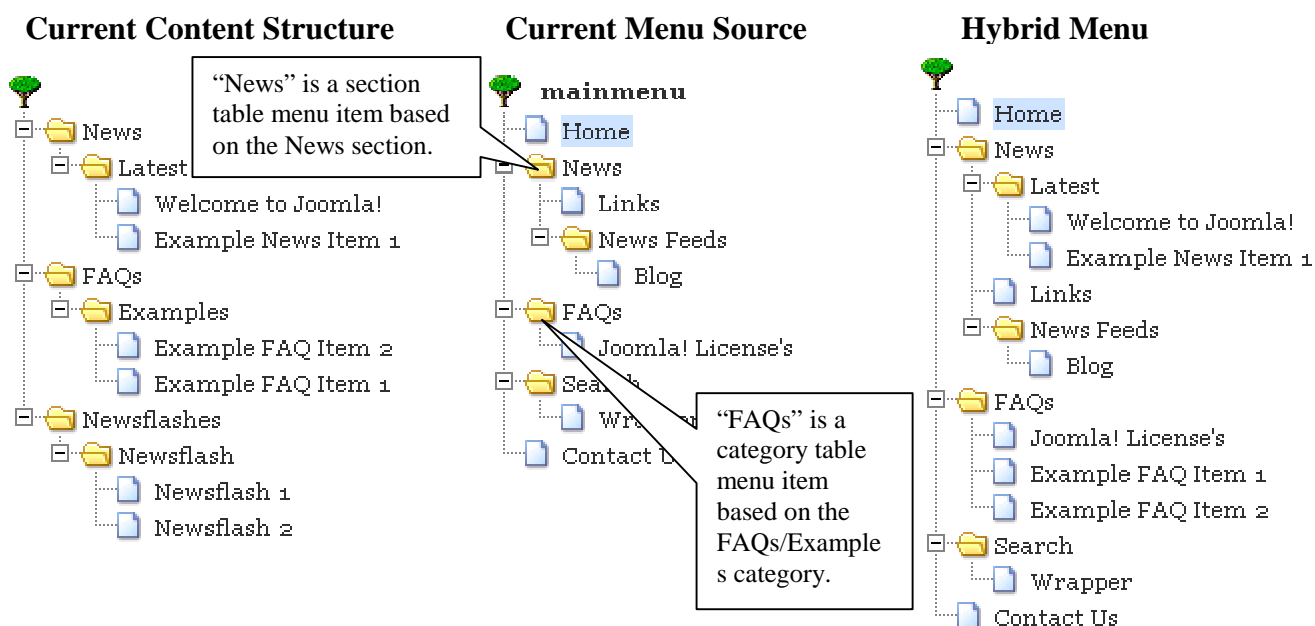 Current Content Structure
News
Latest
Welcome to Joomla!
Example News Item 1
FAQs
Examples
Example FAQ Item 2
Example FAQ Item 1
Newsflashes
Newsflash
Newsflash 1
Newsflash 2
“News” is a section
table menu item based
on the News section.
Current Menu Source
mainmenu
Home
News
Links
News Feeds
Blog
FAQs
Joomla! License's
Search
Contact
“FAQs” is a
category table
menu item
based on the
FAQs/Example
s category.
Hybrid Menu
Home
News
Latest
Welcome to Joomla!
Example News Item 1
Links
News Feeds
Blog
FAQs
Joomla! License's
Example FAQ Item 1
Example FAQ Item 2
Search
Wrapper
Contact Us